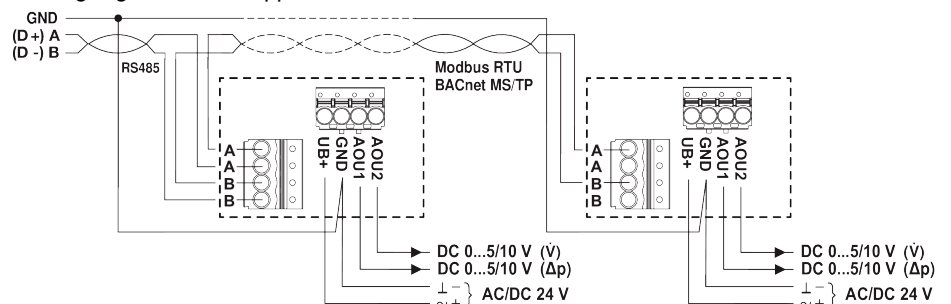 GND
(D+) A
(D -) B
RS485
Modbus RTU
BACnet MS/TP
A
A
B
B
UB+
GND
AOU1
AOU2
A
A
B
B
UB+
GND
AOU1
AOU2
DC 0...5/10 V (V̇)
DC 0...5/10 V (Δp)
⊥ -
AC/DC 24 V
DC 0...5/10 V (V̇)
DC 0...5/10 V (Δp)
⊥ -
AC/DC 24 V